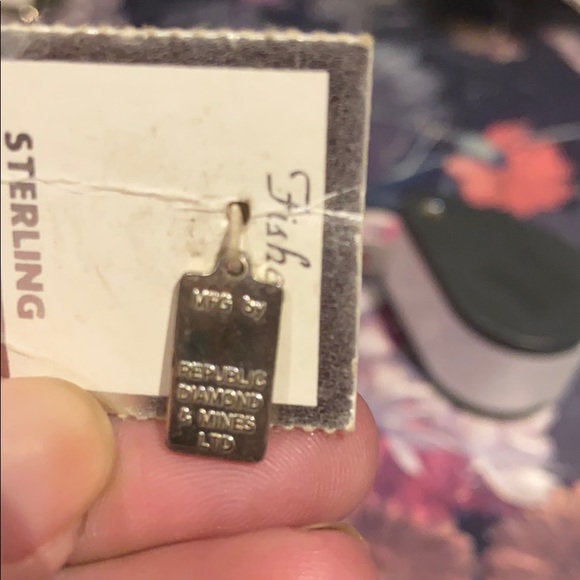 STERLING
Fish
MFG by
REPUBLIC
DIAMOND
& MINES
LTD